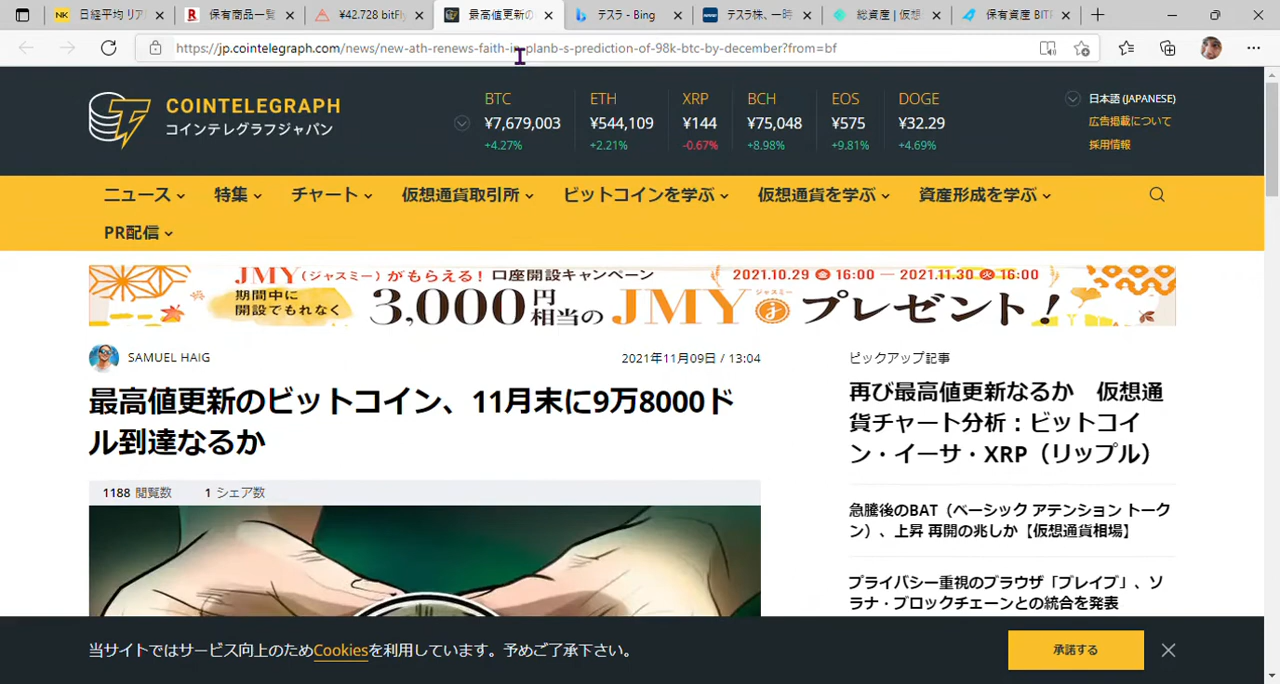 日経平均 リア
保有商品一覧
¥42.728 bitFl
最高値更新の
テスラ - Bing
テスラ株、一時
総資産 | 仮想
保有資産 BIT
https://jp.cointelegraph.com/news/new-ath-renews-faith-in-planb-s-prediction-of-98k-btc-by-december?from=bf
COINTELEGRAPH
コインテレグラフジャパン
BTC ETH XRP BCH EOS DOGE
¥7,679,003 ¥544,109 ¥144 ¥75,048 ¥575 ¥32.29
+4.27% +2.21% -0.67% +8.98% +9.81% +4.69%
日本語 (JAPANESE)
広告掲載について
採用情報
ニュース 特集 チャート 仮想通貨取引所 ビットコインを学ぶ 仮想通貨を学ぶ 資産形成を学ぶ
PR配信
JMY(ジャスミー)がもらえる!口座開設キャンペーン 2021.10.29 金 16:00 — 2021.11.30 火 16:00
期間中に
開設でもれなく
3,000円相当のJMYジャスミープレゼント!
SAMUEL HAIG
2021年11月09日 / 13:04
最高値更新のビットコイン、11月末に9万8000ド
ル到達なるか
1188 閲覧数 1 シェア数
ピックアップ記事
再び最高値更新なるか 仮想通
貨チャート分析:ビットコイ
ン・イーサ・XRP(リップル)
急騰後のBAT(ベーシック アテンション トーク
ン)、上昇 再開の兆しか【仮想通貨相場】
プライバシー重視のブラウザ「ブレイブ」、ソ
ラナ・ブロックチェーンとの統合を発表
当サイトではサービス向上のためCookiesを利用しています。予めご了承下さい。
承諾する